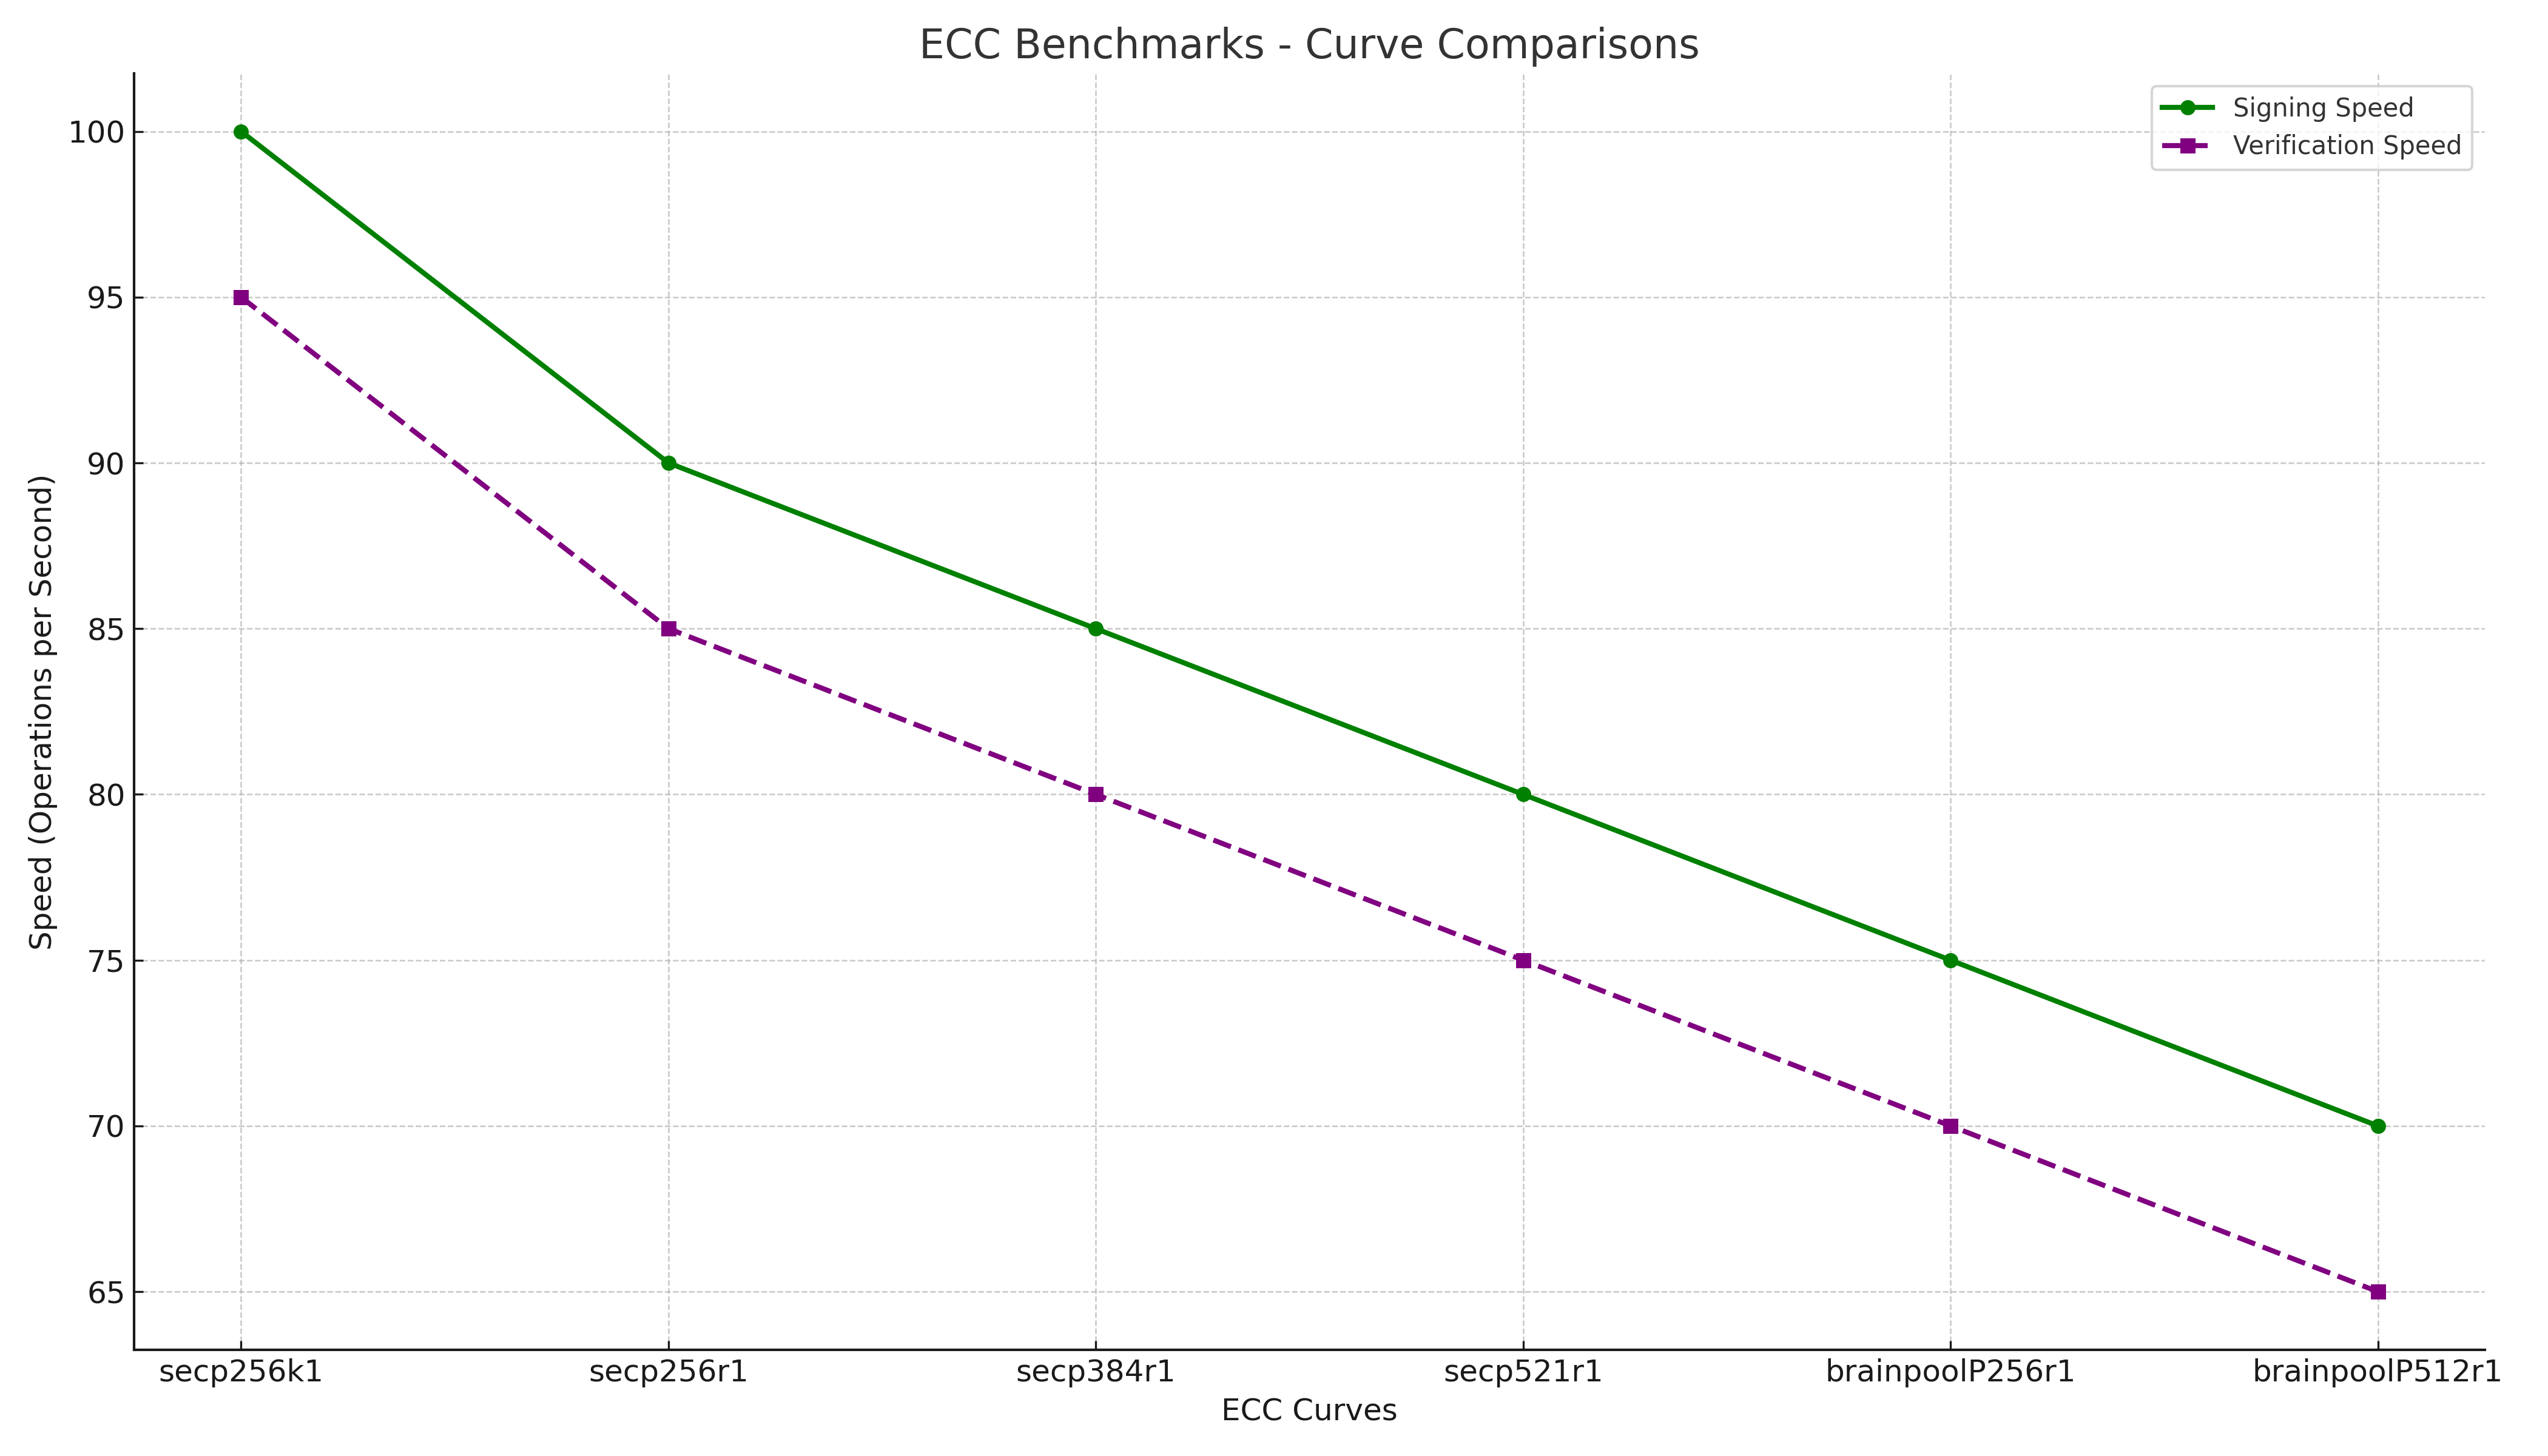 ECC Benchmarks - Curve Comparisons
Signing Speed
Verification Speed
Speed (Operations per Second)
100
95
90
85
80
75
70
65
secp256k1 secp256r1 secp384r1 secp521r1 brainpoolP256r1 brainpoolP512r1
ECC Curves